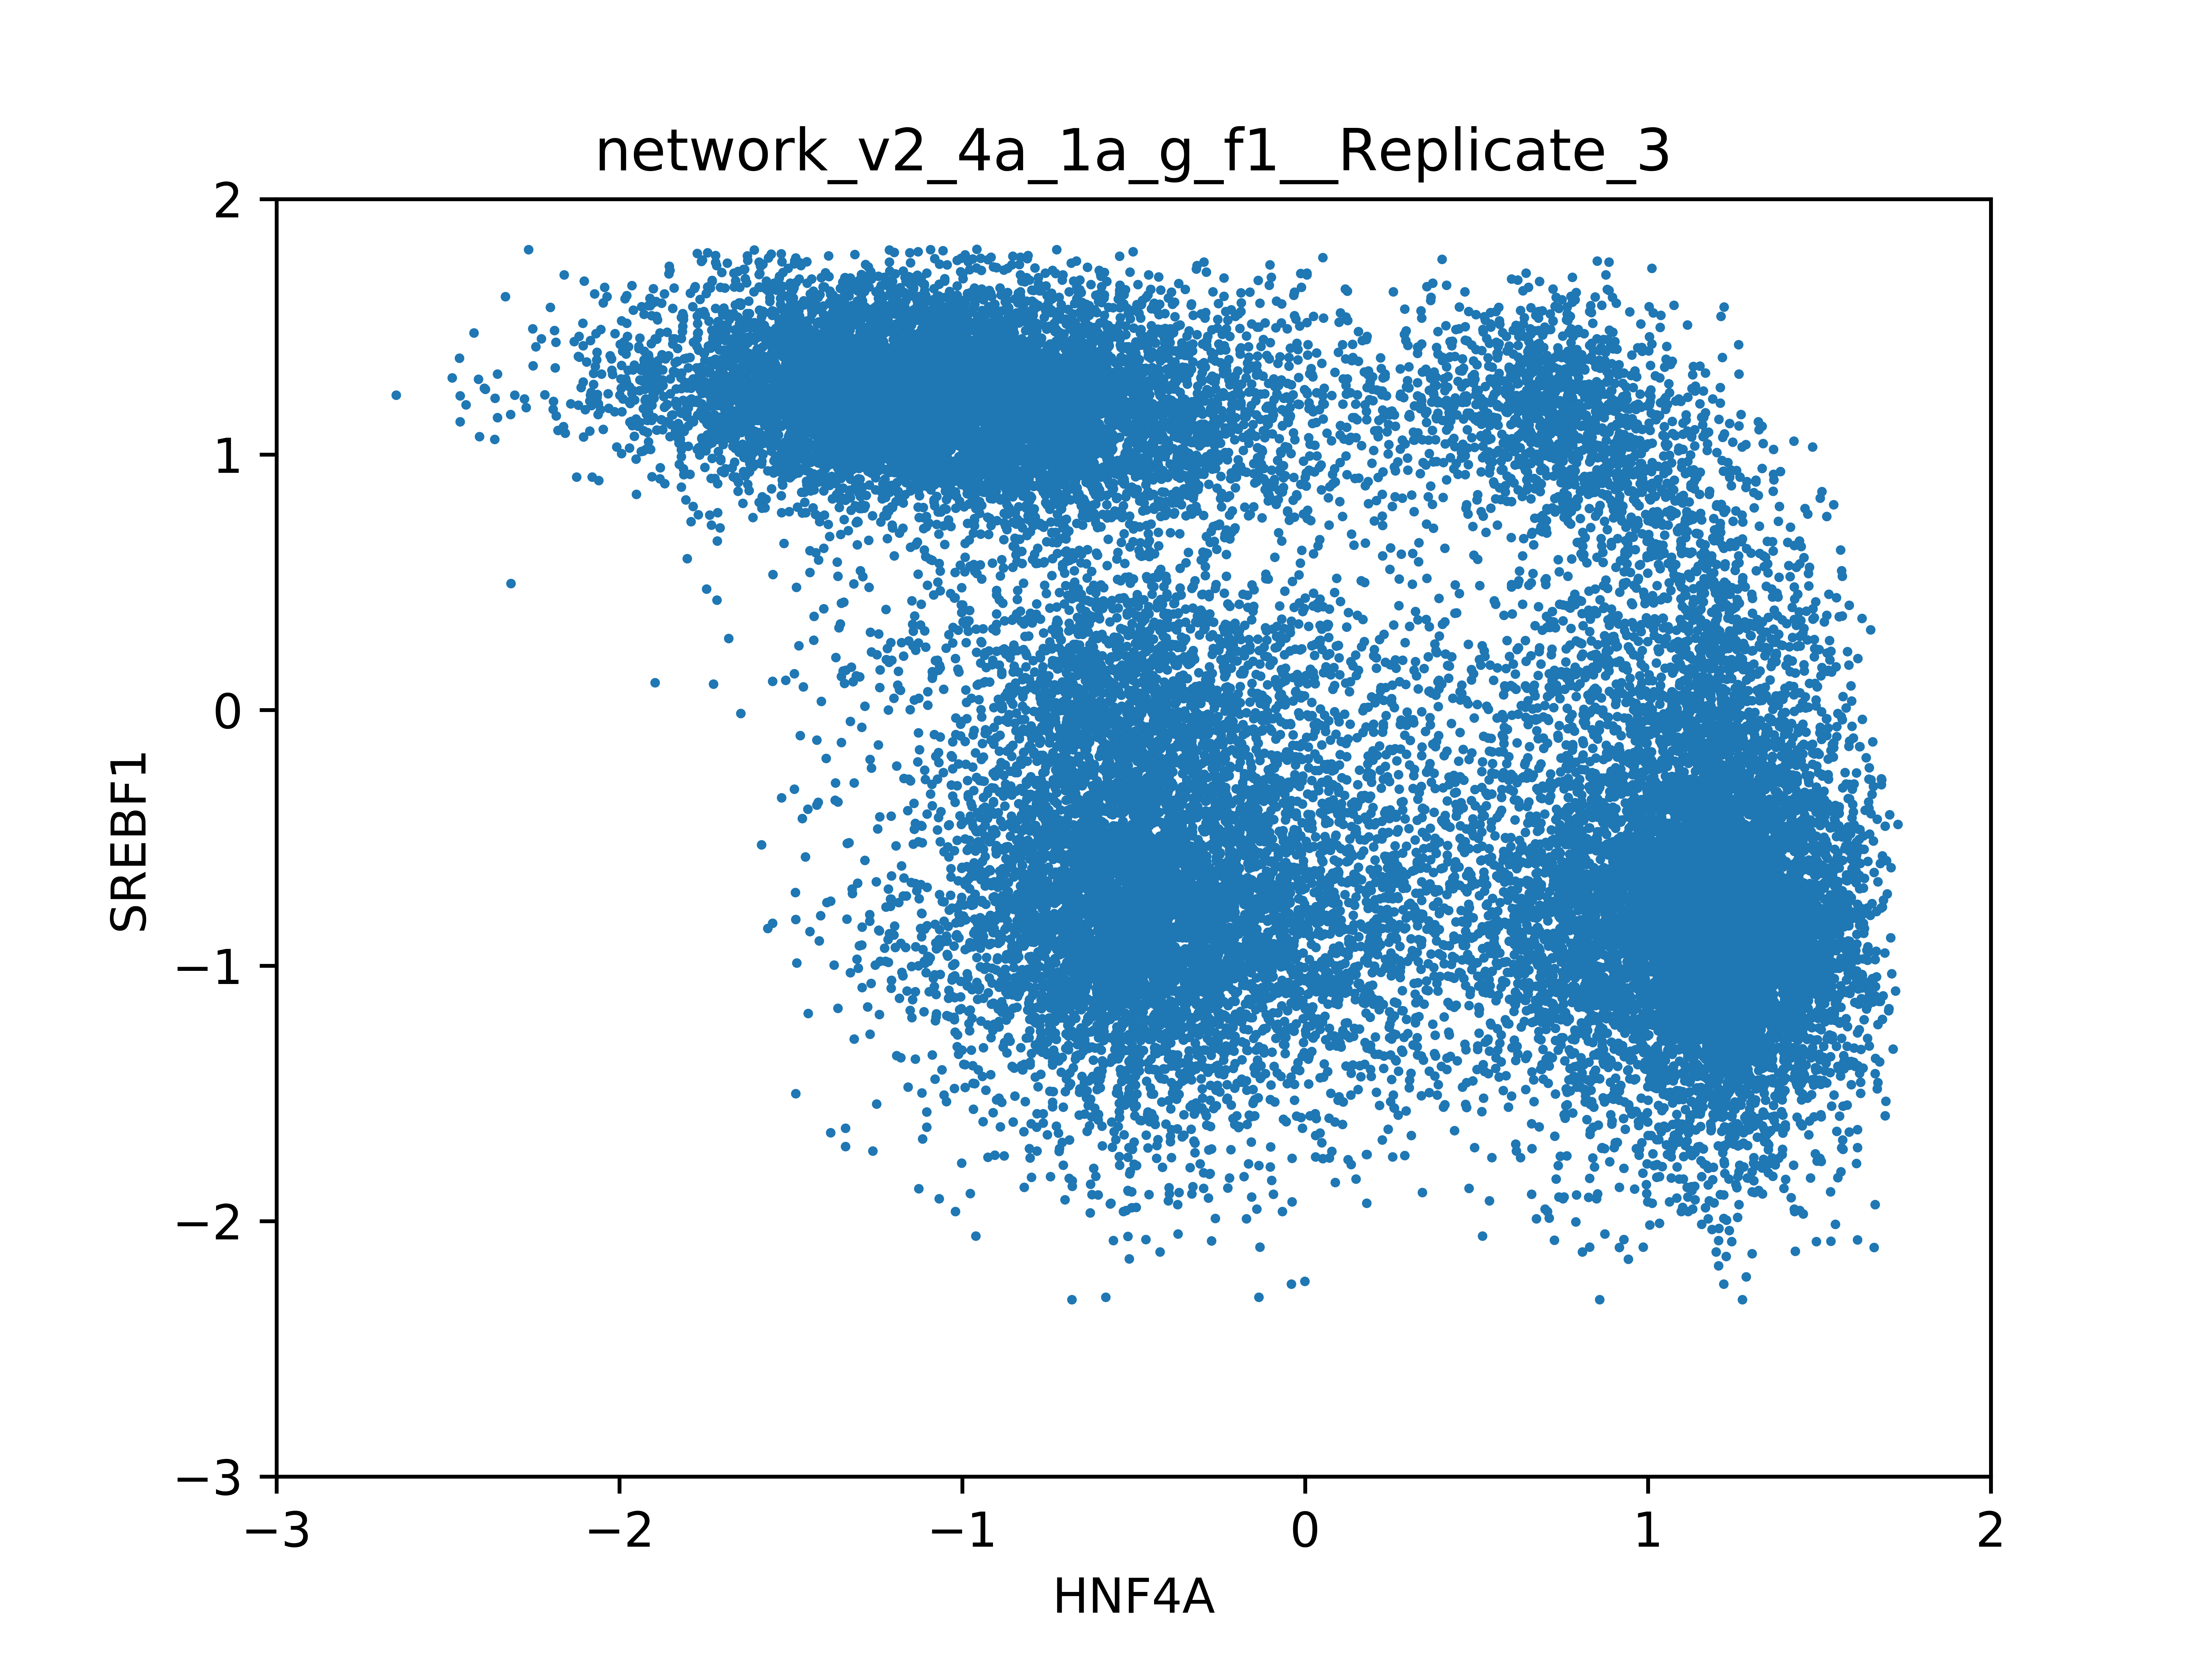 network_v2_4a_1a_g_f1__Replicate_3
2
1
0
−1
−2
−3
SREBF1
−3 −2 −1 0 1 2
HNF4A